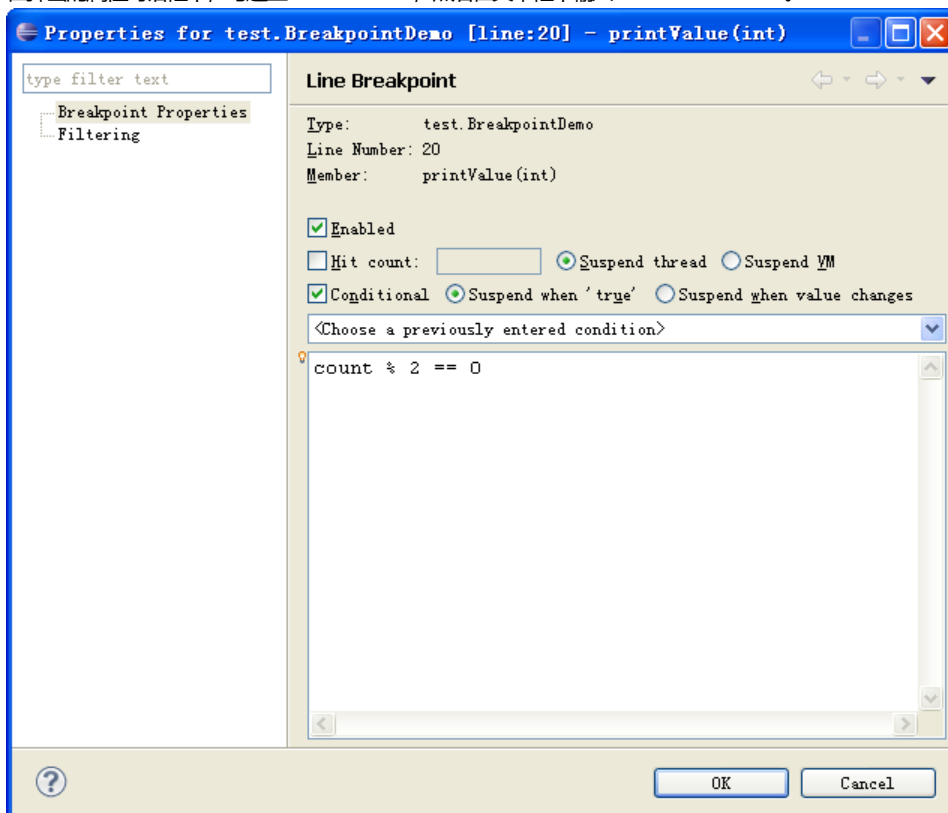 Properties for test.BreakpointDemo [line:20] - printValue(int)
type filter text
Breakpoint Properties
Filtering
Line Breakpoint
Type: test.BreakpointDemo
Line Number: 20
Member: printValue(int)
Enabled
Hit count: Suspend thread Suspend VM
Conditional Suspend when 'true' Suspend when value changes
<Choose a previously entered condition>
count % 2 == 0
OK Cancel